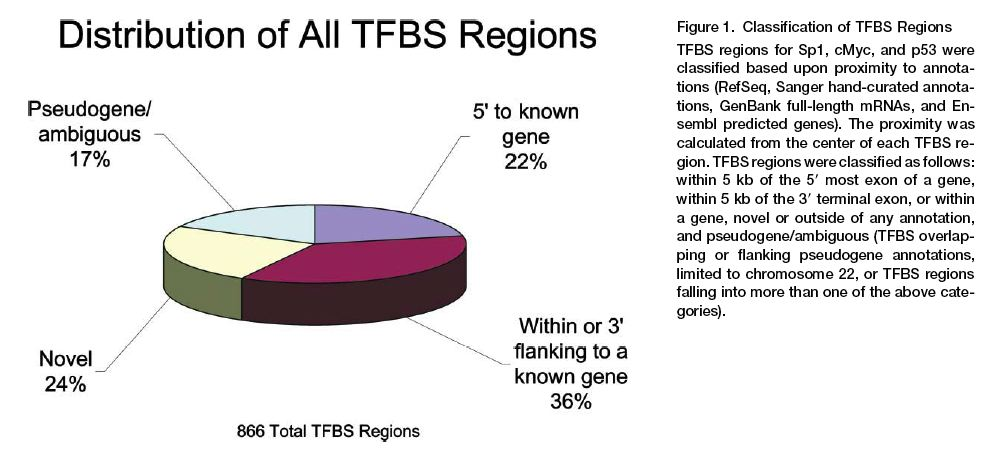 Distribution of All TFBS Regions
Pseudogene/
ambiguous
17%
5' to known
gene
22%
Novel
24%
Within or 3'
flanking to a
known gene
36%
866 Total TFBS Regions
Figure 1. Classification of TFBS Regions
TFBS regions for Sp1, cMyc, and p53 were
classified based upon proximity to annota-
tions (RefSeq, Sanger hand-curated annota-
tions, GenBank full-length mRNAs, and En-
sembl predicted genes). The proximity was
calculated from the center of each TFBS re-
gion. TFBS regions were classified as follows:
within 5 kb of the 5′ most exon of a gene,
within 5 kb of the 3′ terminal exon, or within
a gene, novel or outside of any annotation,
and pseudogene/ambiguous (TFBS overlap-
ping or flanking pseudogene annotations,
limited to chromosome 22, or TFBS regions
falling into more than one of the above cate-
gories).